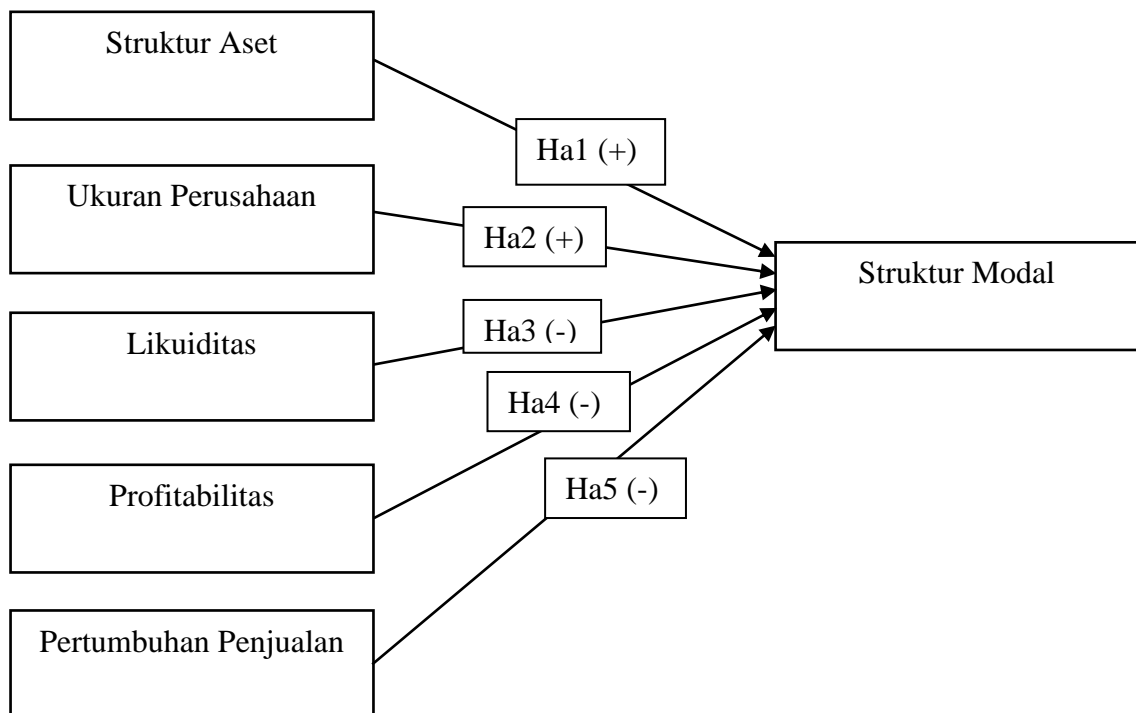 Struktur Aset
Ha1 (+)
Ukuran Perusahaan
Ha2 (+)
Struktur Modal
Likuiditas
Ha3 (-)
Ha4 (-)
Profitabilitas
Ha5 (-)
Pertumbuhan Penjualan